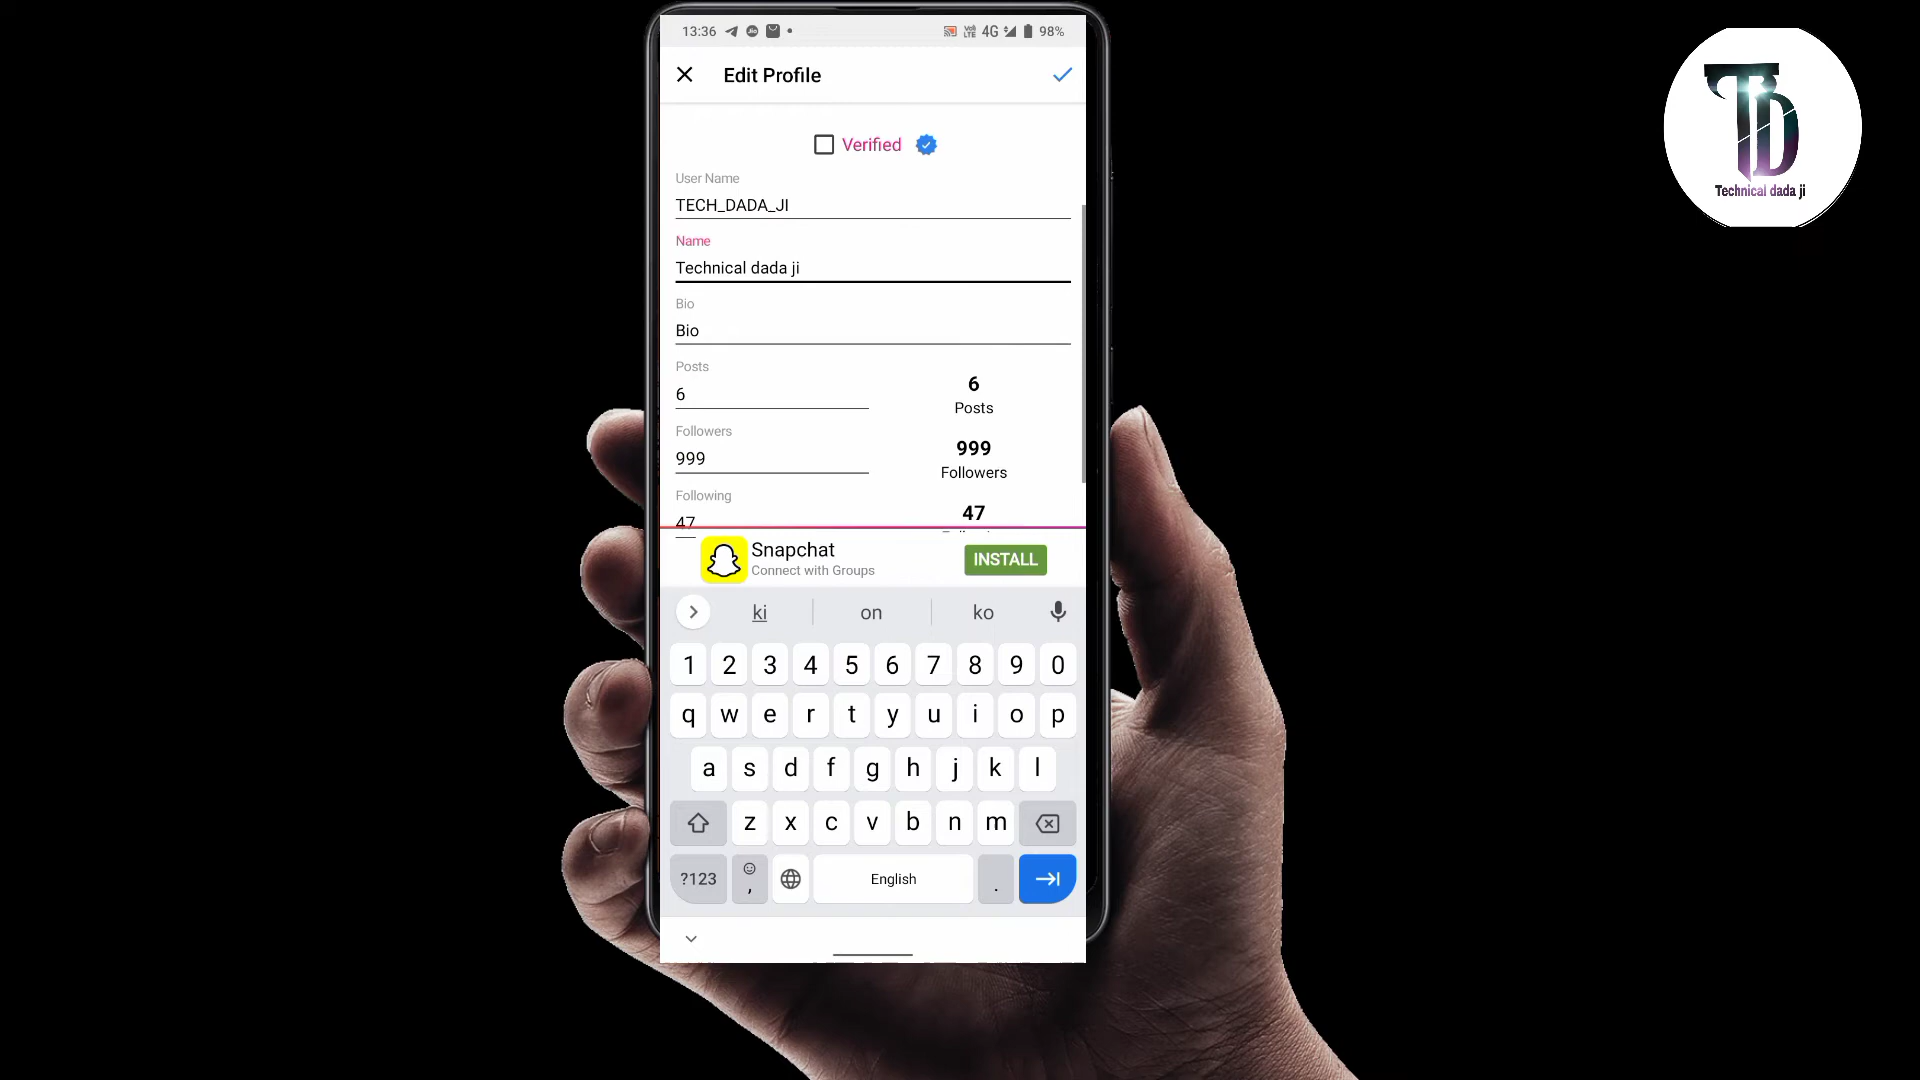 13:36 4G 98%
Edit Profile
Verified
User Name
TECH_DADA_JI
Name
Technical dada ji
Bio
Bio
Posts
6
6
Posts
Followers
999
999
Followers
Following
47
47
Snapchat
Connect with Groups
INSTALL
ki on ko
1 2 3 4 5 6 7 8 9 0
q w e r t y u i o p
a s d f g h j k l
z x c v b n m
?123 , English .
TD
Technical dada ji